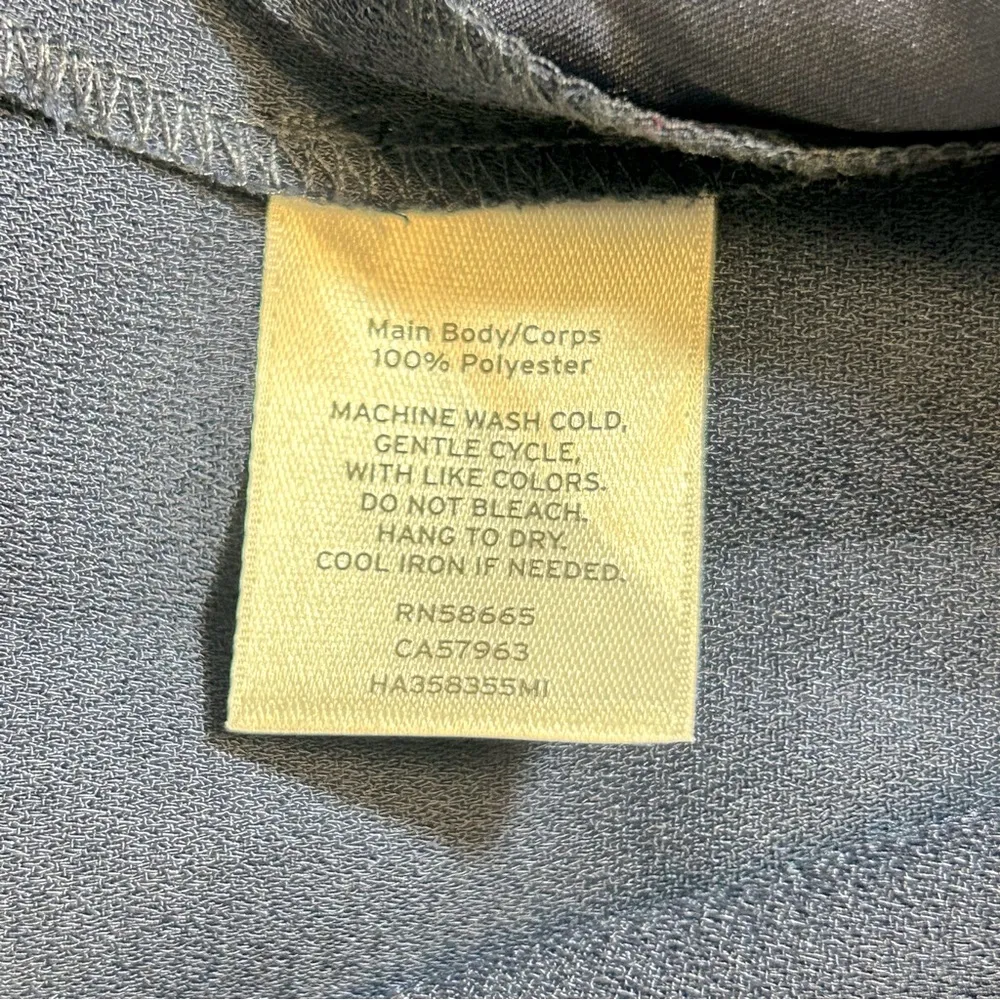 Main Body/Corps
100% Polyester
MACHINE WASH COLD,
GENTLE CYCLE,
WITH LIKE COLORS.
DO NOT BLEACH.
HANG TO DRY.
COOL IRON IF NEEDED.
RN58665
CA57963
HA358355MI